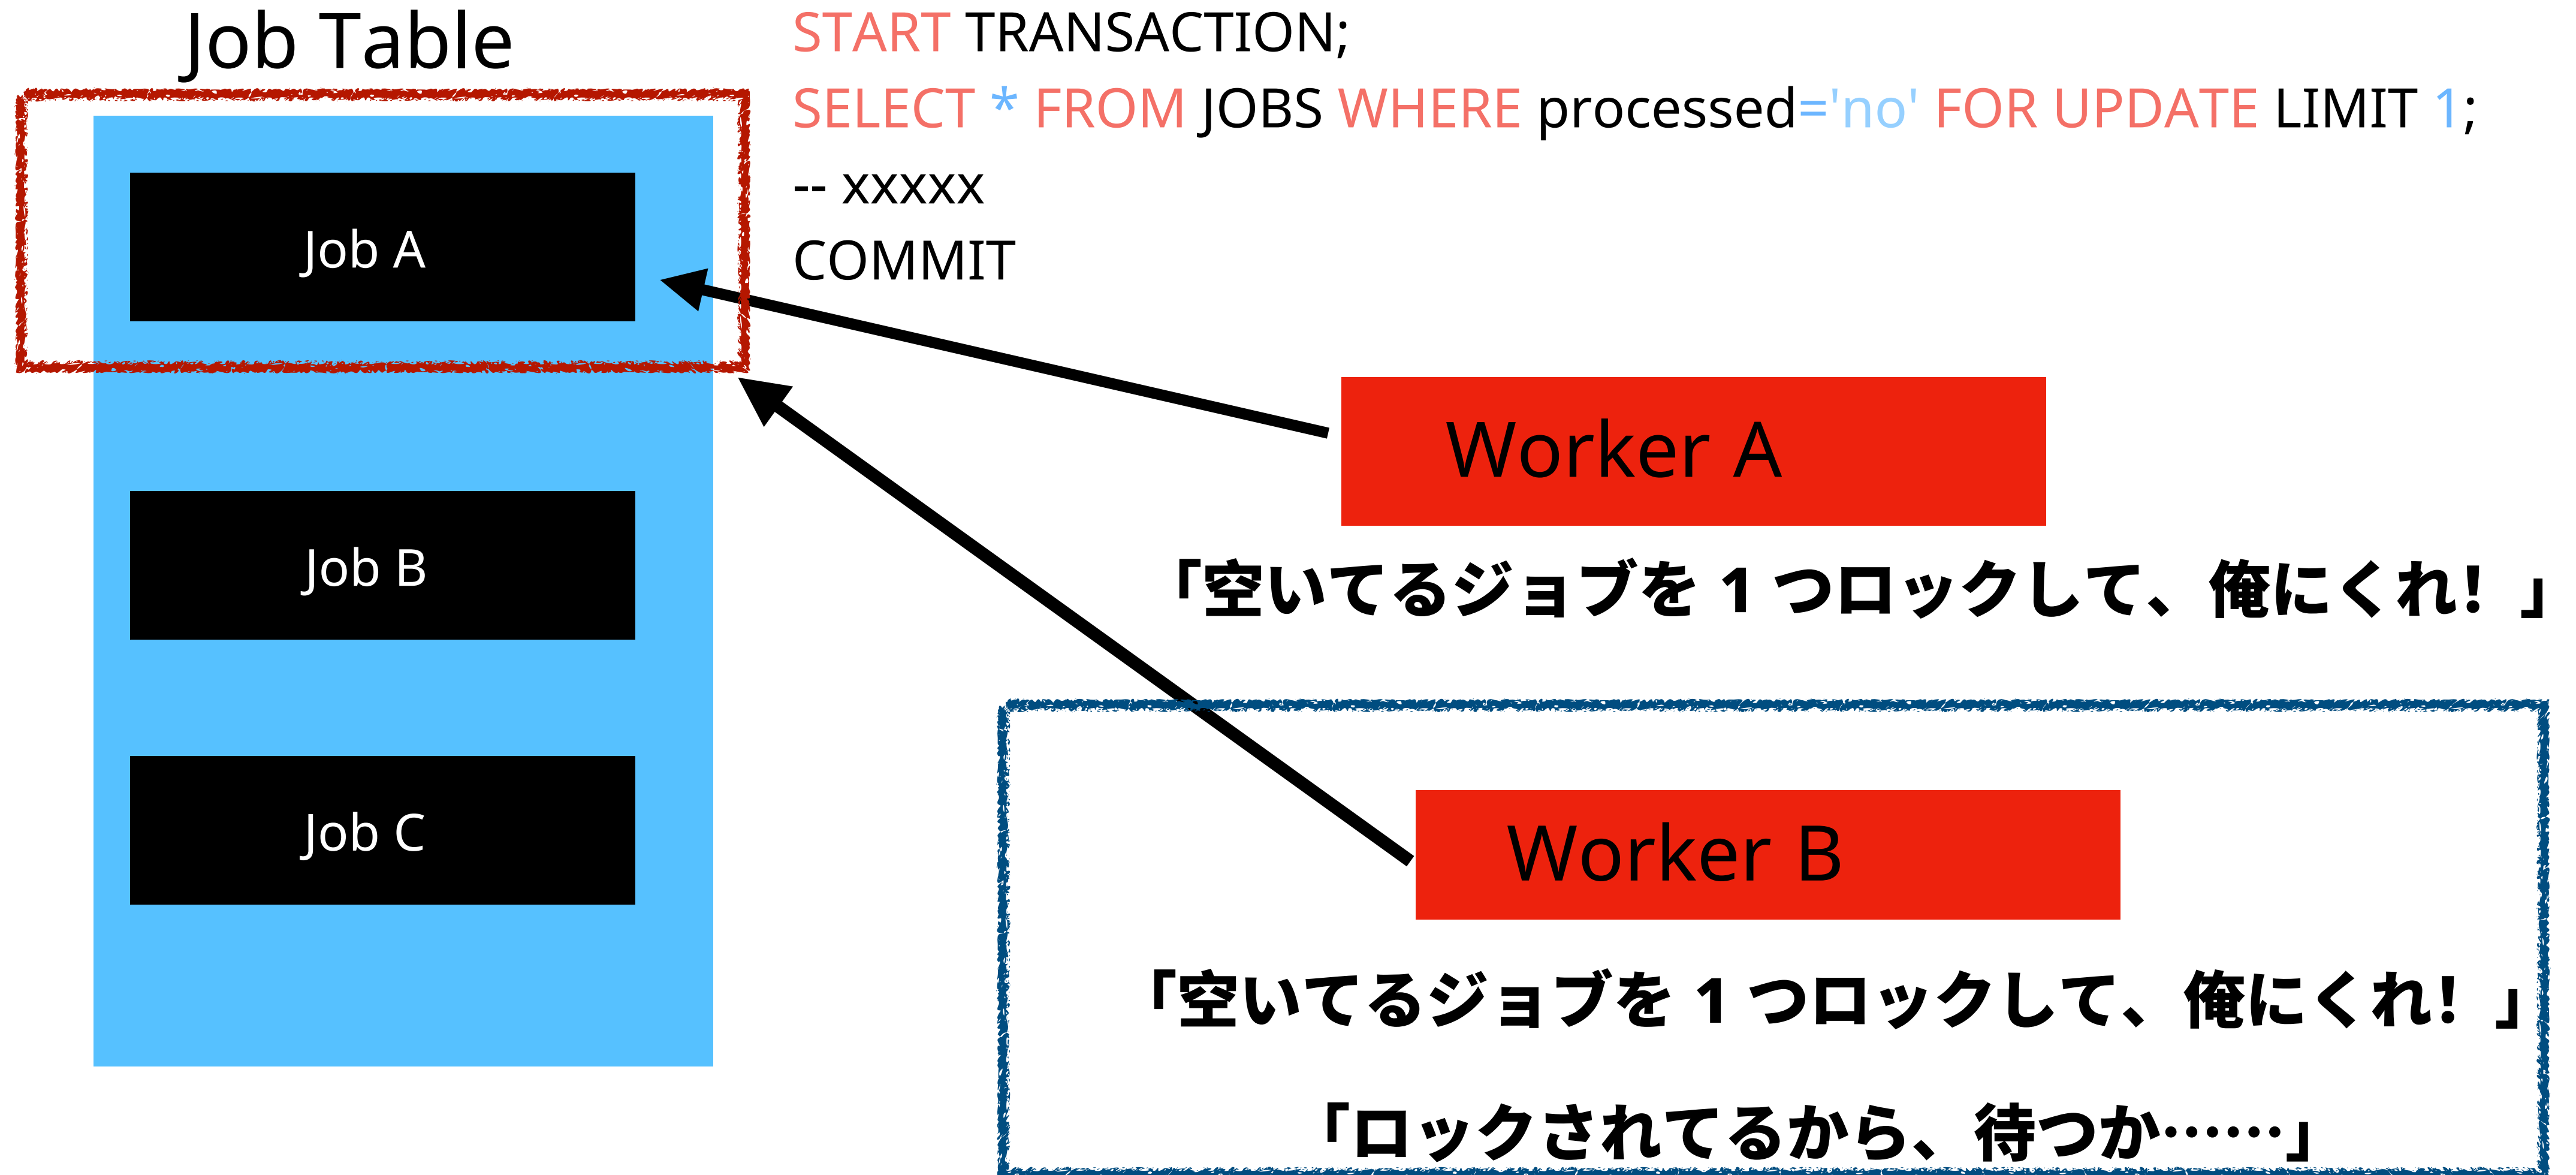 Job Table
START TRANSACTION;
SELECT * FROM JOBS WHERE processed='no' FOR UPDATE LIMIT 1;
-- xxxxx
COMMIT
Job A
Job B
Job C
Worker A
「空いてるジョブを1つロックして、俺にくれ！」
Worker B
「空いてるジョブを1つロックして、俺にくれ！」
「ロックされてるから、待つか……」